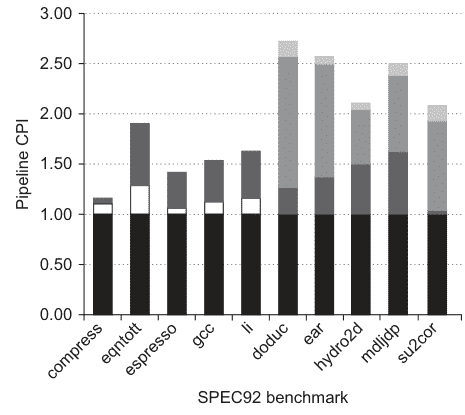 3.00
2.50
2.00
1.50
1.00
0.50
0.00
Pipeline CPI
compress
eqntott
espresso
gcc
li
doduc
ear
hydro2d
mdljdp
su2cor
SPEC92 benchmark